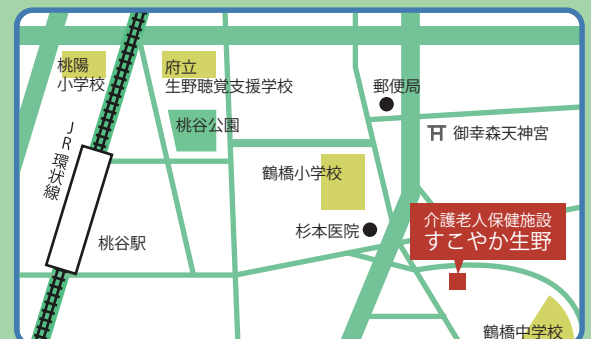 桃陽
小学校
府立
生野聴覚支援学校
桃谷公園
郵便局
御幸森天神宮
JR環状線
鶴橋小学校
杉本医院
桃谷駅
介護老人保健施設
すこやか生野
鶴橋中学校